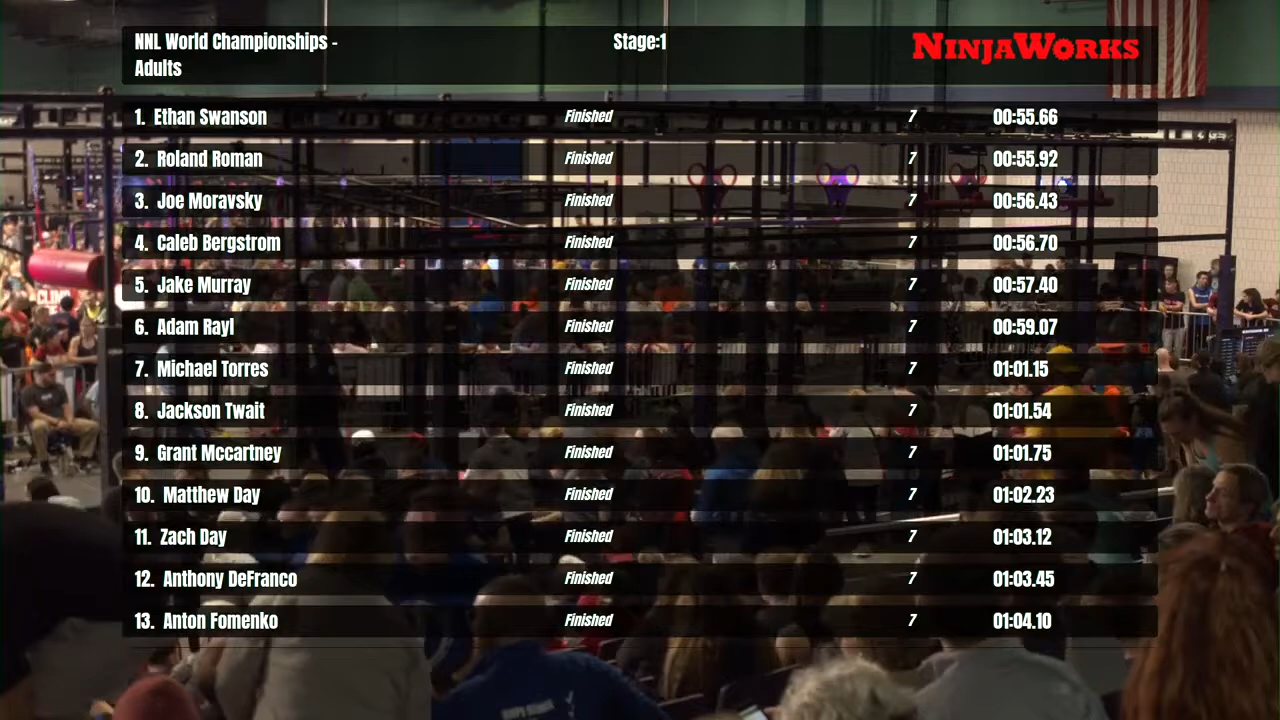 NNL World Championships -
Adults
Stage:1
NINJAWORKS
1. Ethan Swanson Finished 7 00:55.66
2. Roland Roman Finished 7 00:55.92
3. Joe Moravsky Finished 7 00:56.43
4. Caleb Bergstrom Finished 7 00:56.70
5. Jake Murray Finished 7 00:57.40
6. Adam Rayl Finished 7 00:59.07
7. Michael Torres Finished 7 01:01.15
8. Jackson Twait Finished 7 01:01.54
9. Grant Mccartney Finished 7 01:01.75
10. Matthew Day Finished 7 01:02.23
11. Zach Day Finished 7 01:03.12
12. Anthony DeFranco Finished 7 01:03.45
13. Anton Fomenko Finished 7 01:04.10